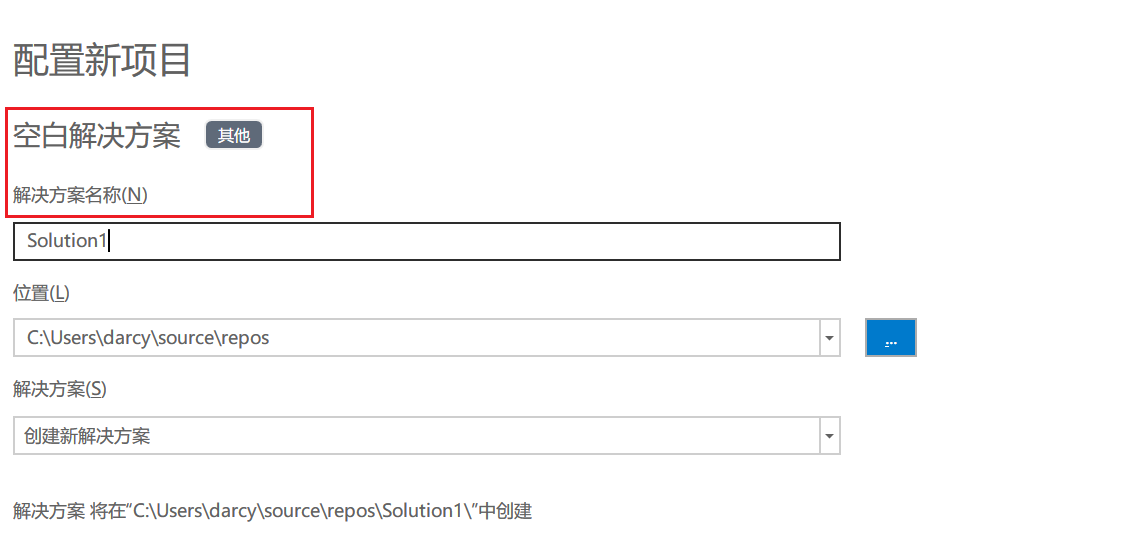 配置新项目
空白解决方案 其他
解决方案名称(N)
Solution1
位置(L)
C:\Users\darcy\source\repos
...
解决方案(S)
创建新解决方案
解决方案 将在“C:\Users\darcy\source\repos\Solution1\”中创建